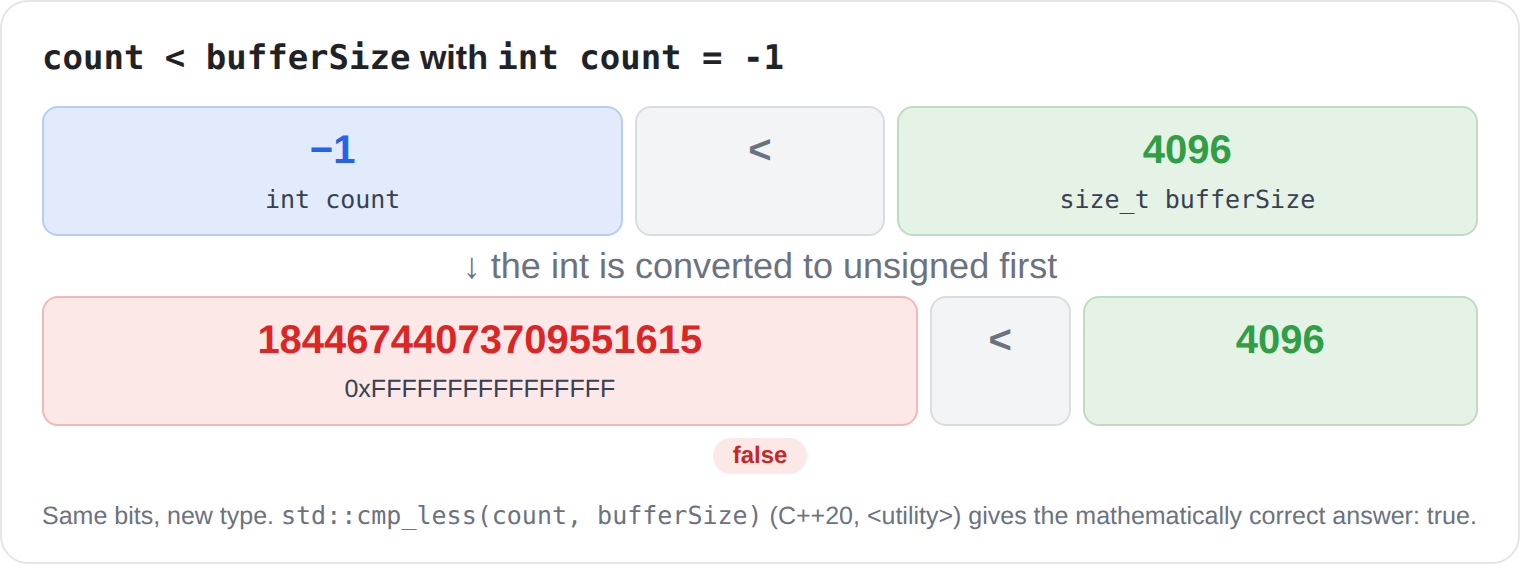 count < bufferSize with int count = -1
−1 < 4096
int count size_t bufferSize
↓ the int is converted to unsigned first
18446744073709551615 < 4096
0xFFFFFFFFFFFFFFFF
false
Same bits, new type. std::cmp_less(count, bufferSize) (C++20, <utility>) gives the mathematically correct answer: true.